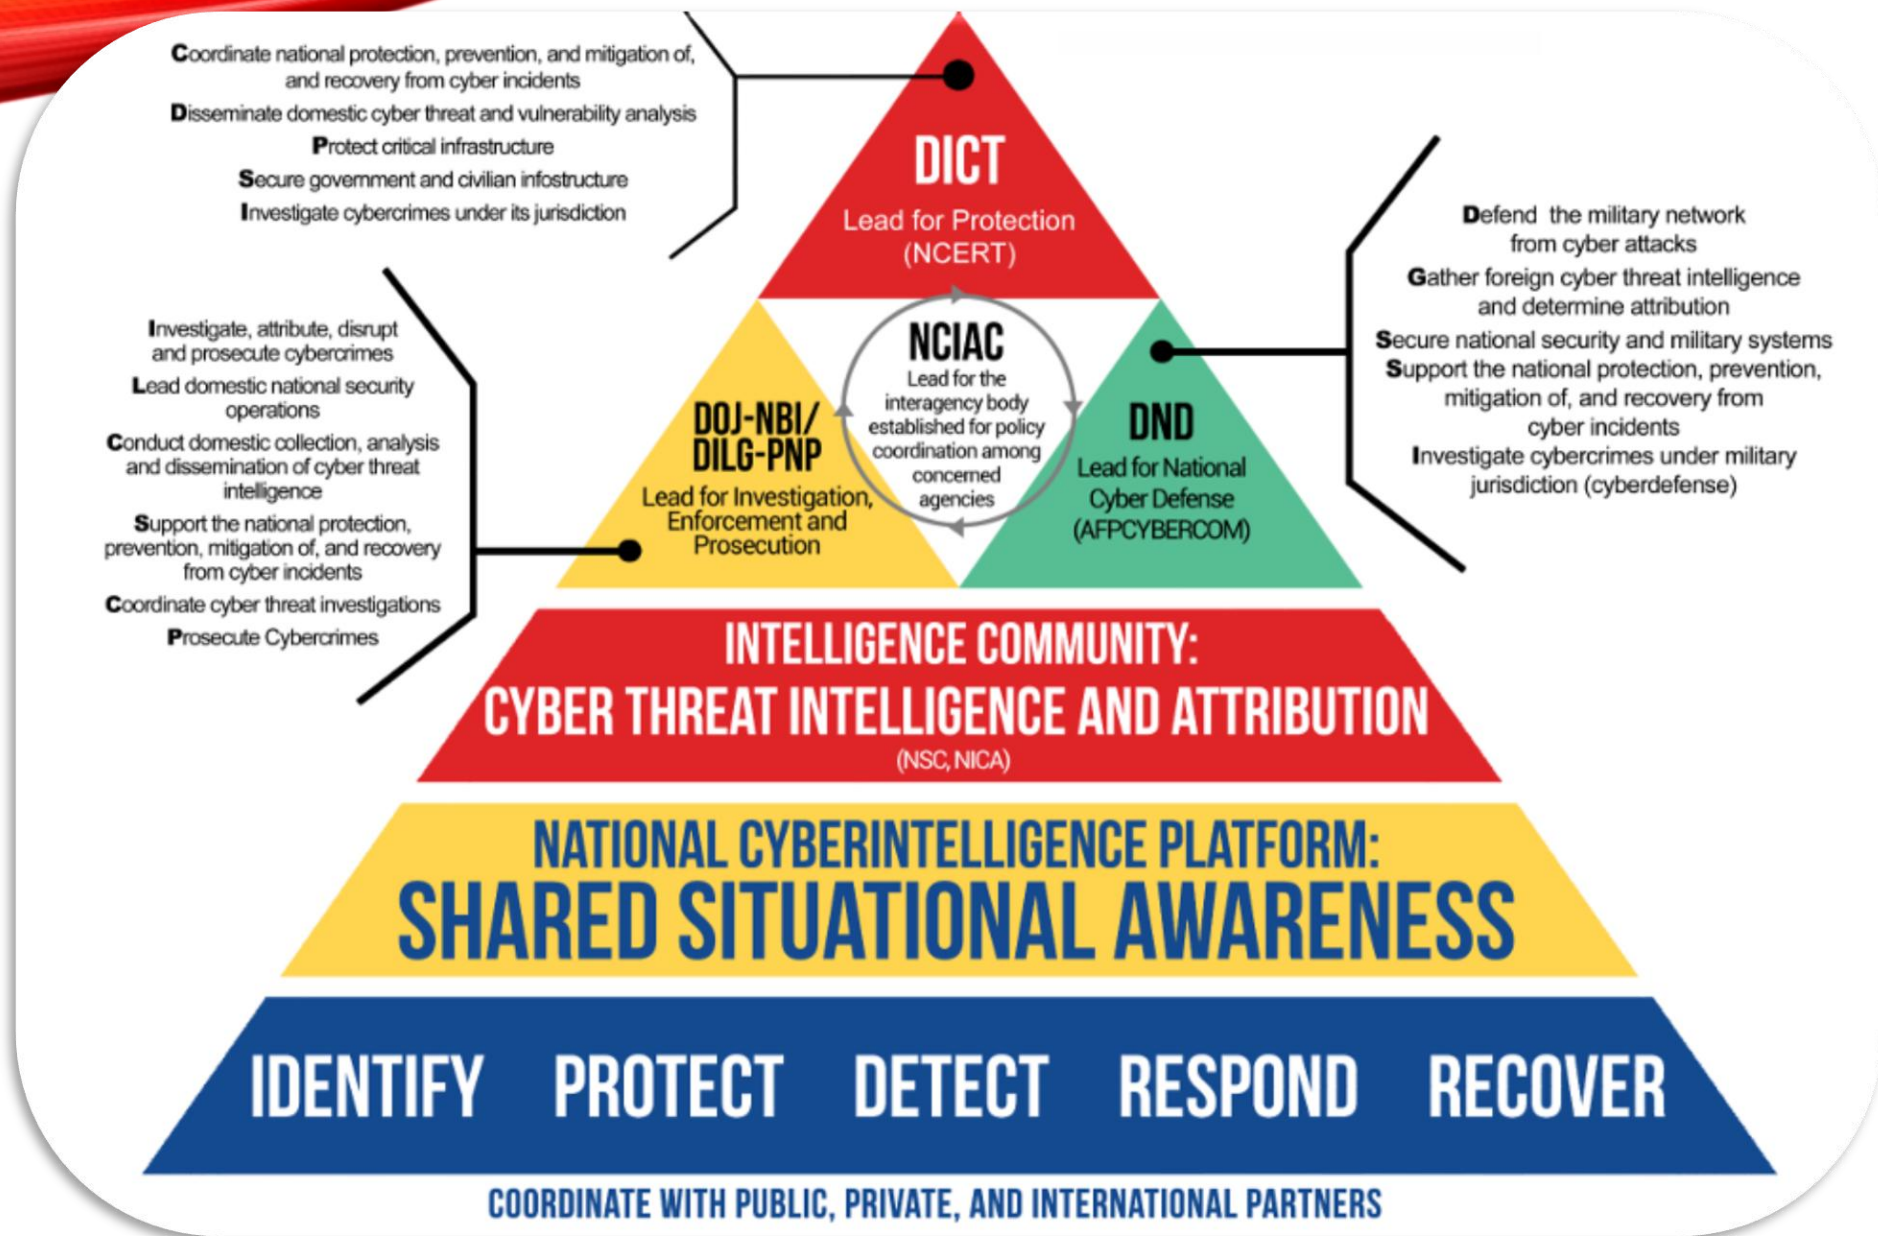 Coordinate national protection, prevention, and mitigation of,
and recovery from cyber incidents
Disseminate domestic cyber threat and vulnerability analysis
Protect critical infrastructure
Secure government and civilian infostructure
Investigate cybercrimes under its jurisdiction
DICT
Lead for Protection
(NCERT)
Defend the military network
from cyber attacks
Gather foreign cyber threat intelligence
and determine attribution
Secure national security and military systems
Support the national protection, prevention,
mitigation of, and recovery from
cyber incidents
Investigate cybercrimes under military
jurisdiction (cyberdefense)
Investigate, attribute, disrupt
and prosecute cybercrimes
Lead domestic national security
operations
Conduct domestic collection, analysis
and dissemination of cyber threat
intelligence
Support the national protection,
prevention, mitigation of, and recovery
from cyber incidents
Coordinate cyber threat investigations
Prosecute Cybercrimes
DOJ-NBI/
DILG-PNP
Lead for Investigation,
Enforcement and
Prosecution
NCIAC
Lead for the
interagency body
established for policy
coordination among
concerned
agencies
DND
Lead for National
Cyber Defense
(AFPCYBERCOM)
INTELLIGENCE COMMUNITY:
CYBER THREAT INTELLIGENCE AND ATTRIBUTION
(NSC, NICA)
NATIONAL CYBERINTELLIGENCE PLATFORM:
SHARED SITUATIONAL AWARENESS
IDENTIFY PROTECT DETECT RESPOND RECOVER
COORDINATE WITH PUBLIC, PRIVATE, AND INTERNATIONAL PARTNERS